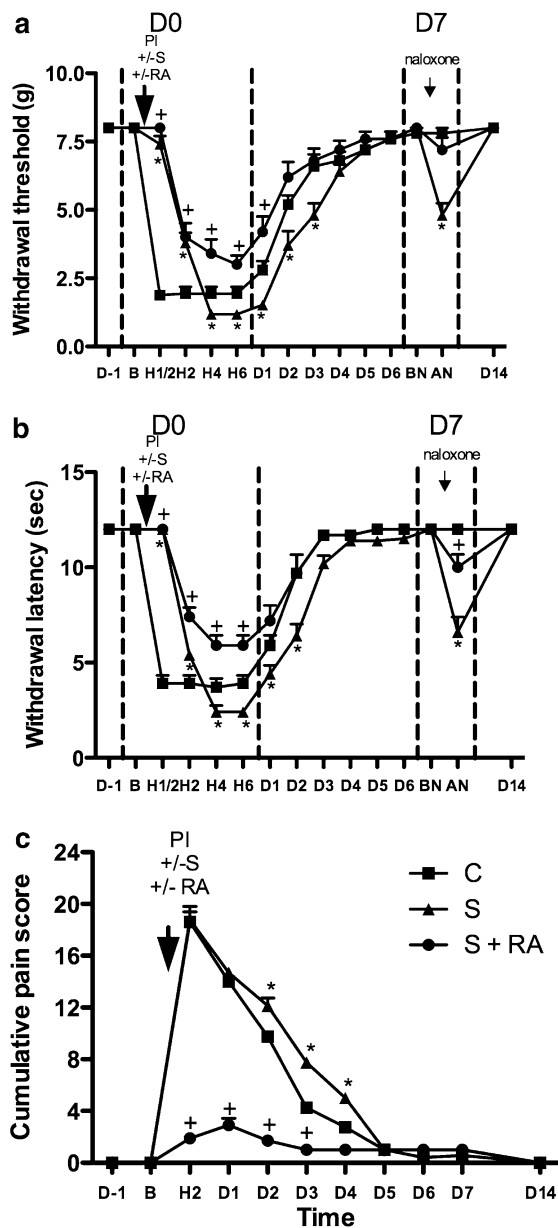 a
D0
D7
PI
+/-S
+/-RA
naloxone
Withdrawal threshold (g)
10.0
7.5
5.0
2.5
0.0
+
+
+
+
+
*
*
*
*
*
*
*
*
D-1 B H1/2 H2 H4 H6 D1 D2 D3 D4 D5 D6 BN AN D14
b
D0
D7
PI
+/-S
+/-RA
naloxone
Withdrawal latency (sec)
15
10
5
0
+
+
+
+
+
*
*
*
*
*
*
*
D-1 B H1/2 H2 H4 H6 D1 D2 D3 D4 D5 D6 BN AN D14
c
PI
+/-S
+/- RA
C
S
S + RA
Cumulative pain score
24
20
16
12
8
4
0
*
*
*
+
+
+
+
D-1 B H2 D1 D2 D3 D4 D5 D6 D7 D14
Time